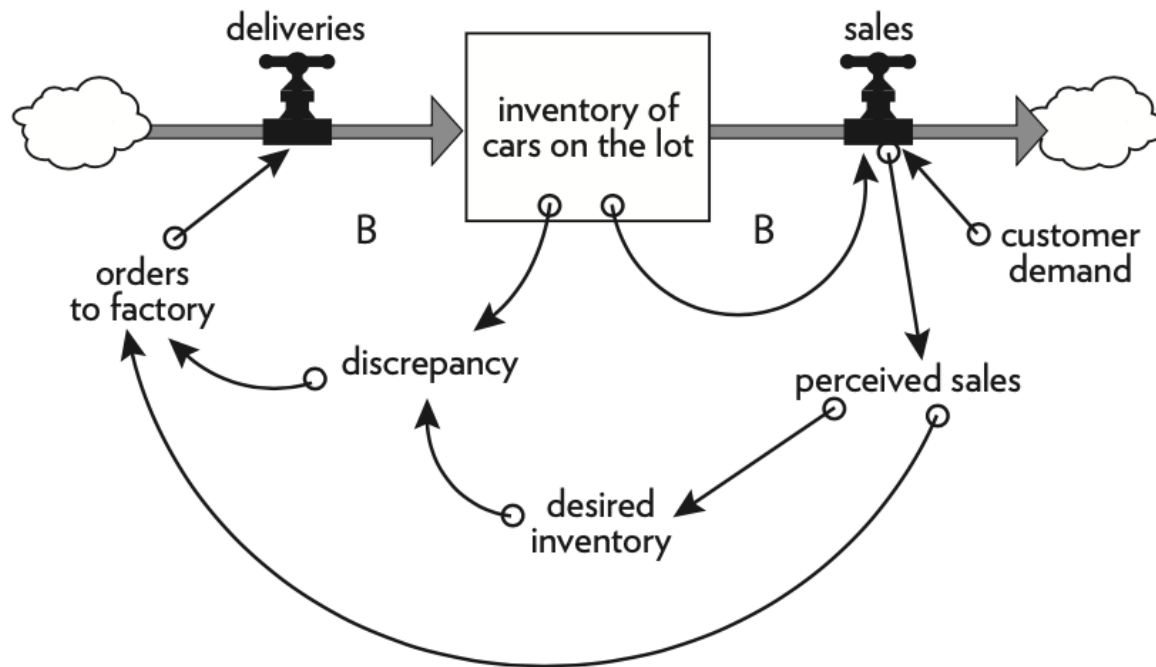 deliveries
sales
inventory of
cars on the lot
B
B
customer
demand
orders
to factory
discrepancy
perceived sales
desired
inventory